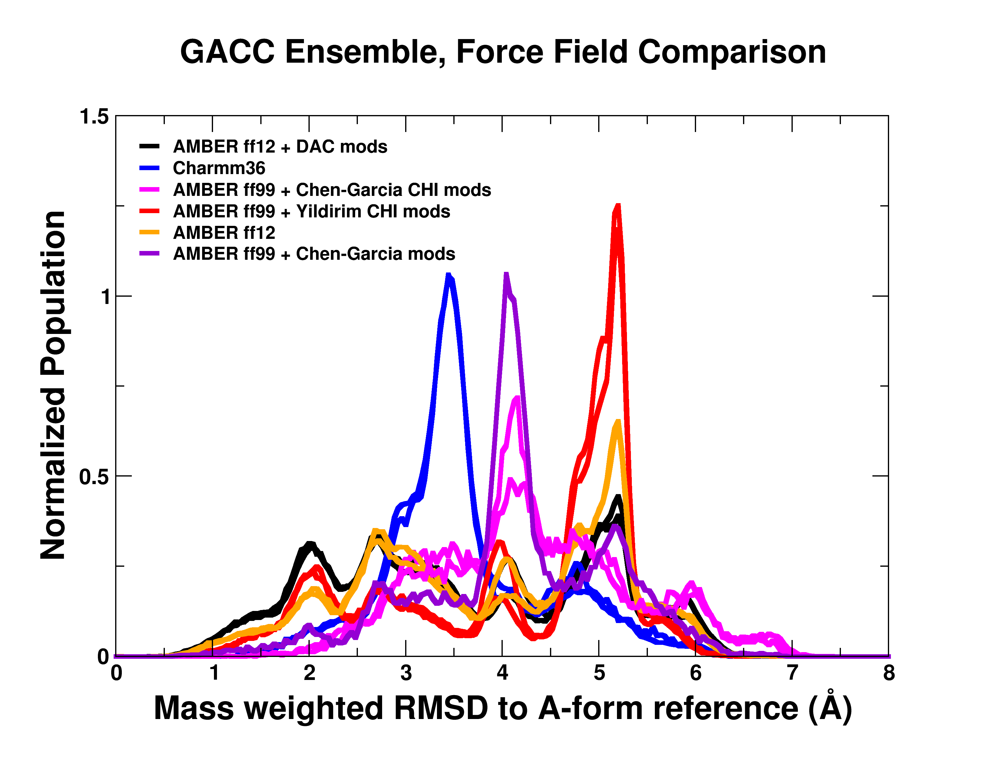 GACC Ensemble, Force Field Comparison
1.5
AMBER ff12 + DAC mods
Charmm36
AMBER ff99 + Chen-Garcia CHI mods
AMBER ff99 + Yildirim CHI mods
AMBER ff12
AMBER ff99 + Chen-Garcia mods
1
0.5
0
Normalized Population
0 1 2 3 4 5 6 7 8
Mass weighted RMSD to A-form reference (Å)